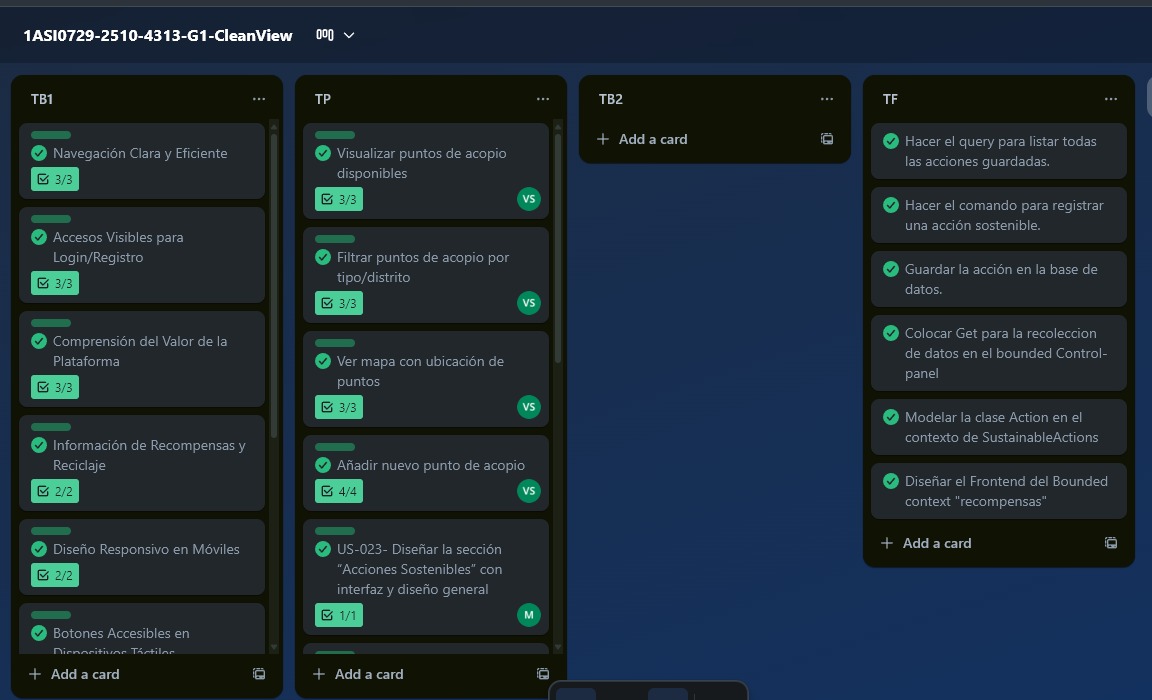 1ASI0729-2510-4313-G1-CleanView
TB1
Navegación Clara y Eficiente
3/3
Accesos Visibles para
Login/Registro
3/3
Comprensión del Valor de la
Plataforma
3/3
Información de Recompensas y
Reciclaje
2/2
Diseño Responsivo en Móviles
2/2
Botones Accesibles en
Dispositivos Táctiles
Add a card
TP
Visualizar puntos de acopio
disponibles
3/3
VS
Filtrar puntos de acopio por
tipo/distrito
3/3
VS
Ver mapa con ubicación de
puntos
3/3
VS
Añadir nuevo punto de acopio
4/4
VS
US-023- Diseñar la sección
“Acciones Sostenibles” con
interfaz y diseño general
1/1
M
Add a card
TB2
Add a card
TF
Hacer el query para listar todas
las acciones guardadas.
Hacer el comando para registrar
una acción sostenible.
Guardar la acción en la base de
datos.
Colocar Get para la recoleccion
de datos en el bounded Control-
panel
Modelar la clase Action en el
contexto de SustainableActions
Diseñar el Frontend del Bounded
context "recompensas"
Add a card